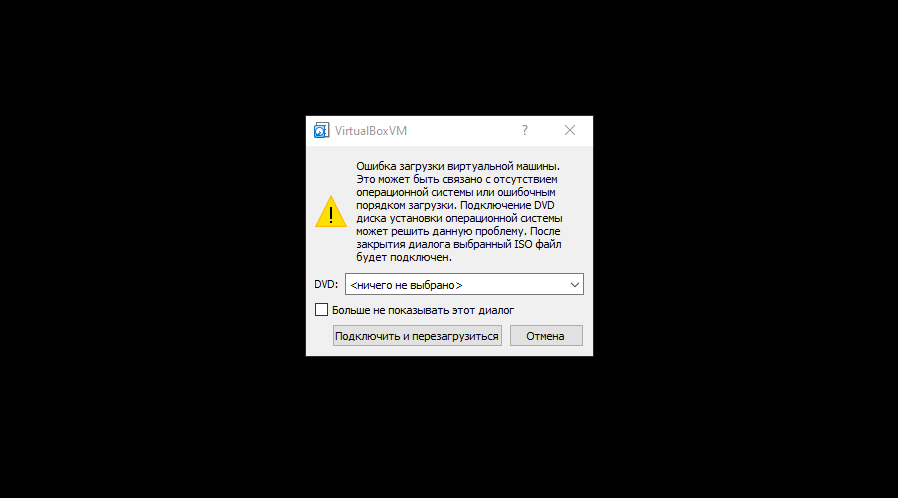 VirtualBoxVM
?
Ошибка загрузки виртуальной машины.
Это может быть связано с отсутствием
операционной системы или ошибочным
порядком загрузки. Подключение DVD
диска установки операционной системы
может решить данную проблему. После
закрытия диалога выбранный ISO файл
будет подключен.
DVD: <ничего не выбрано>
Больше не показывать этот диалог
Подключить и перезагрузиться Отмена